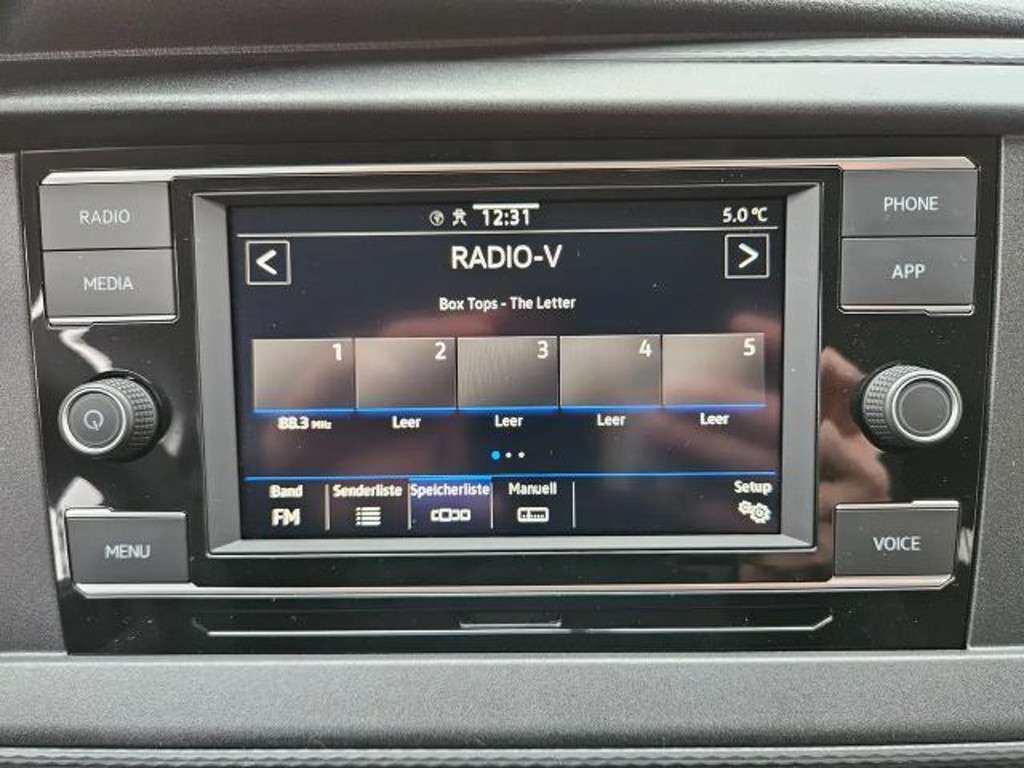 RADIO
MEDIA
MENU
12:31
5.0 °C
<
RADIO-V
>
Box Tops - The Letter
1 2 3 4 5
88.3 MHz Leer Leer Leer Leer
Band Senderliste Speicherliste Manuell Setup
FM
PHONE
APP
VOICE